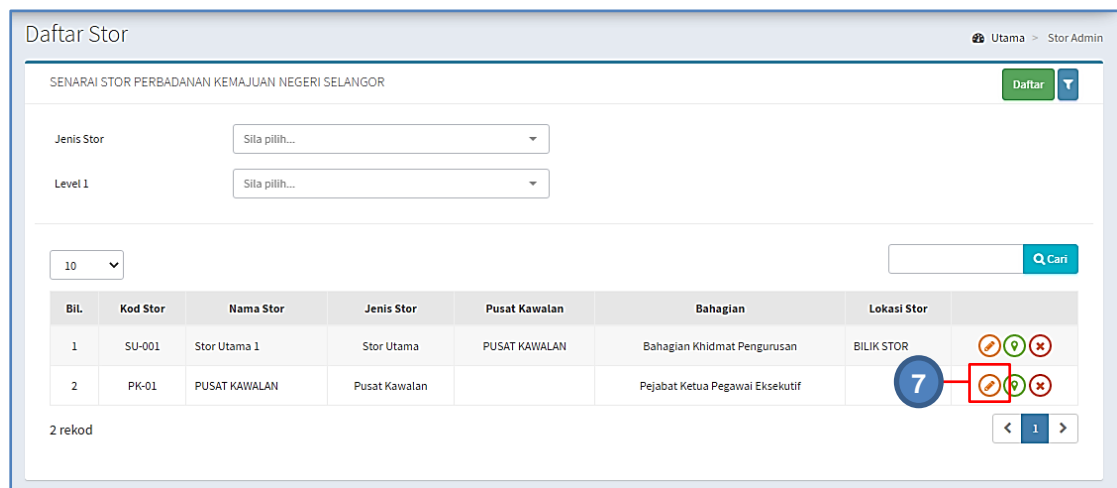 Daftar Stor
Utama > Stor Admin
SENARAI STOR PERBADANAN KEMAJUAN NEGERI SELANGOR
Daftar
Jenis Stor
Sila pilih...
Level 1
Sila pilih...
10
Cari
Bil. Kod Stor Nama Stor Jenis Stor Pusat Kawalan Bahagian Lokasi Stor
1 SU-001 Stor Utama 1 Stor Utama PUSAT KAWALAN Bahagian Khidmat Pengurusan BILIK STOR
2 PK-01 PUSAT KAWALAN Pusat Kawalan Pejabat Ketua Pegawai Eksekutif
7
2 rekod
< 1 >